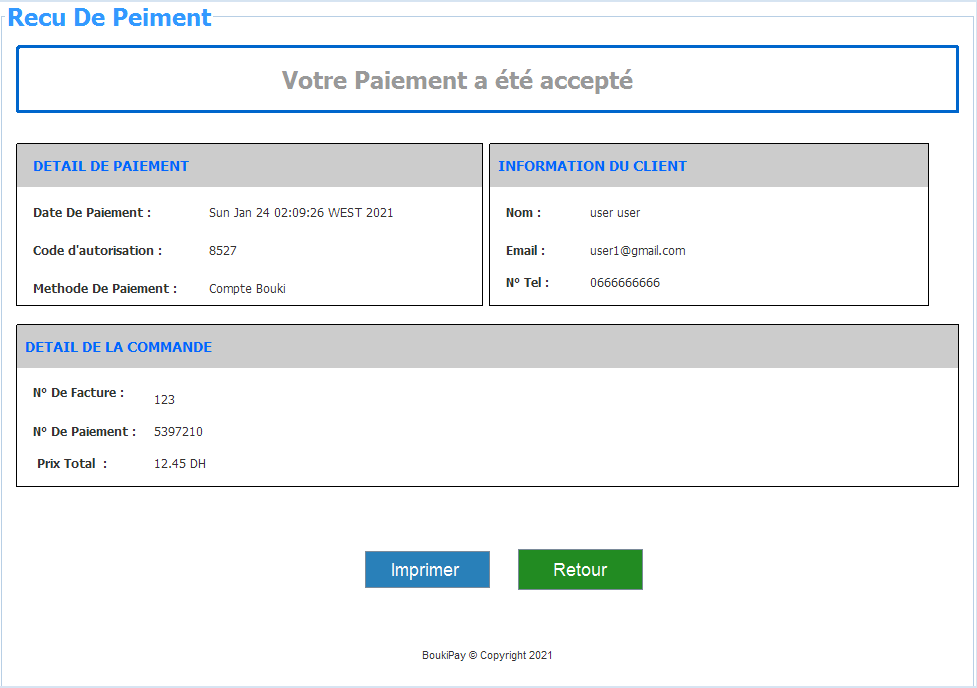 Recu De Peiment
Votre Paiement a été accepté
DETAIL DE PAIEMENT
Date De Paiement : Sun Jan 24 02:09:26 WEST 2021
Code d'autorisation : 8527
Methode De Paiement : Compte Bouki
INFORMATION DU CLIENT
Nom : user user
Email : user1@gmail.com
N° Tel : 0666666666
DETAIL DE LA COMMANDE
N° De Facture : 123
N° De Paiement : 5397210
Prix Total : 12.45 DH
Imprimer
Retour
BoukiPay © Copyright 2021